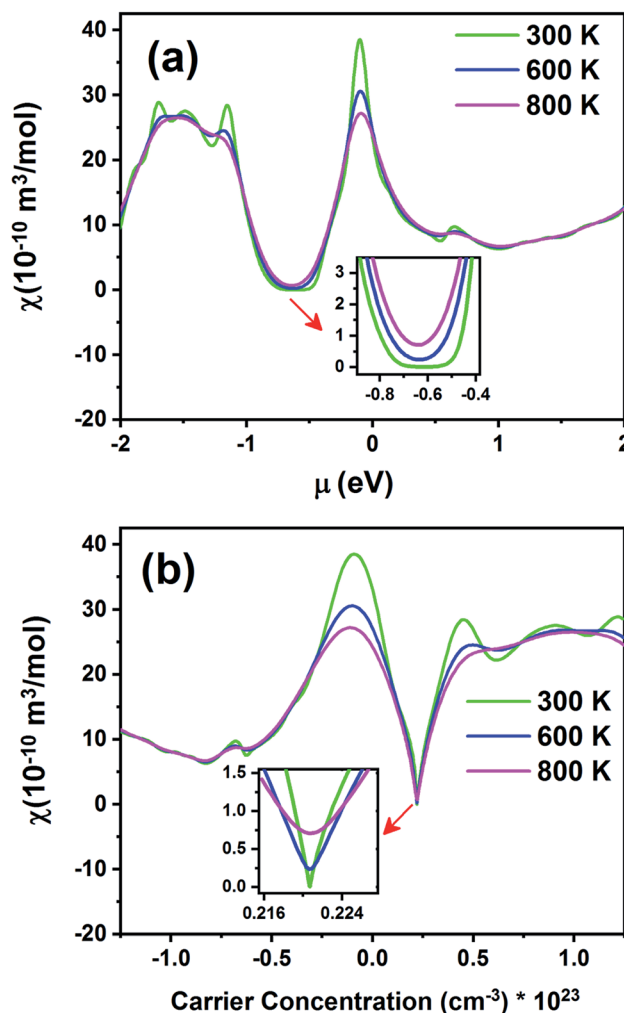 (a)
300 K
600 K
800 K
40
30
20
10
0
-10
-20
χ(10⁻¹⁰ m³/mol)
3
2
1
0
-0.8 -0.6 -0.4
-2 -1 0 1 2
μ (eV)
(b)
40
30
20
10
0
-10
-20
χ(10⁻¹⁰ m³/mol)
300 K
600 K
800 K
1.5
1.0
0.5
0.0
0.216 0.224
-1.0 -0.5 0.0 0.5 1.0
Carrier Concentration (cm⁻³) * 10²³